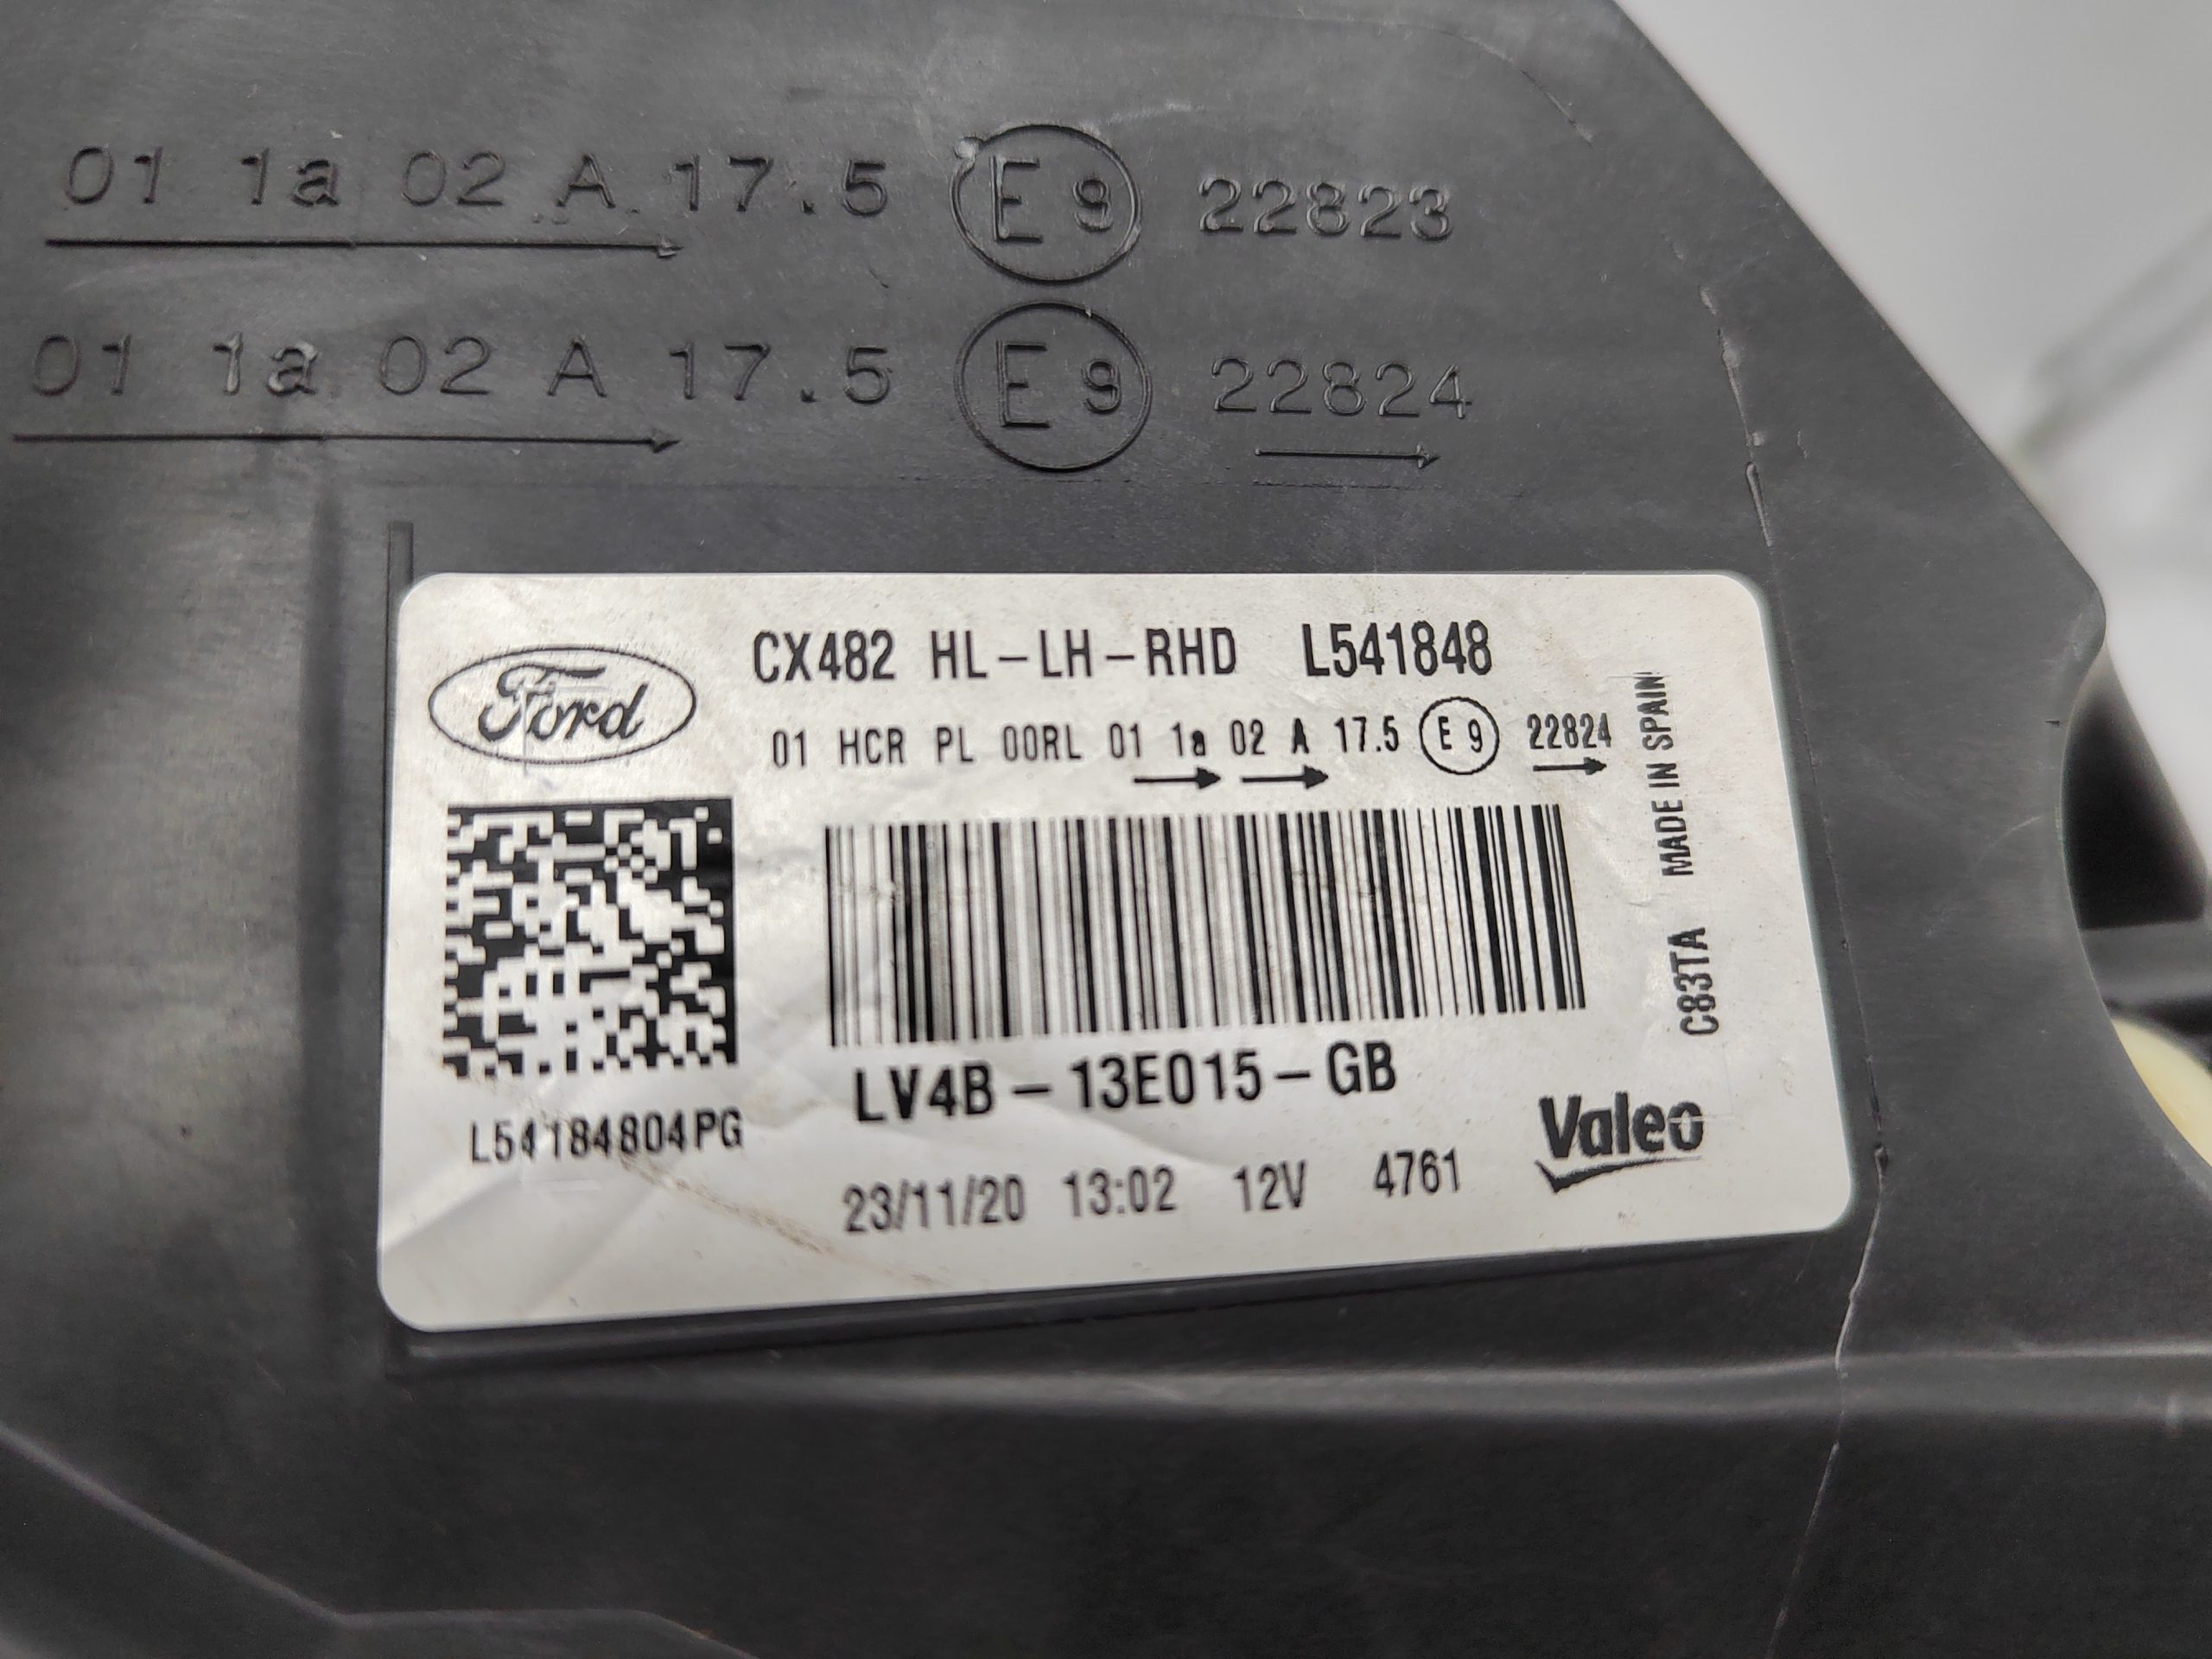 01 1a 02 A 17.5 E 9 22823
01 1a 02 A 17.5 E 9 22824
Ford
CX482 HL-LH-RHD L541848
01 HCR PL 00RL 01 1a 02 A 17.5 E 9 22824
MADE IN SPAIN
C83TA
LV4B-13E015-GB
L54184804PG
23/11/20 13:02 12V 4761
Valeo